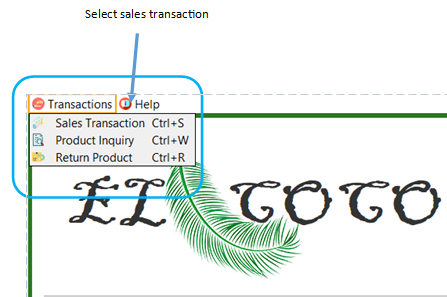 Select sales transaction
Transactions Help
Sales Transaction Ctrl+S
Product Inquiry Ctrl+W
Return Product Ctrl+R
EL COCO